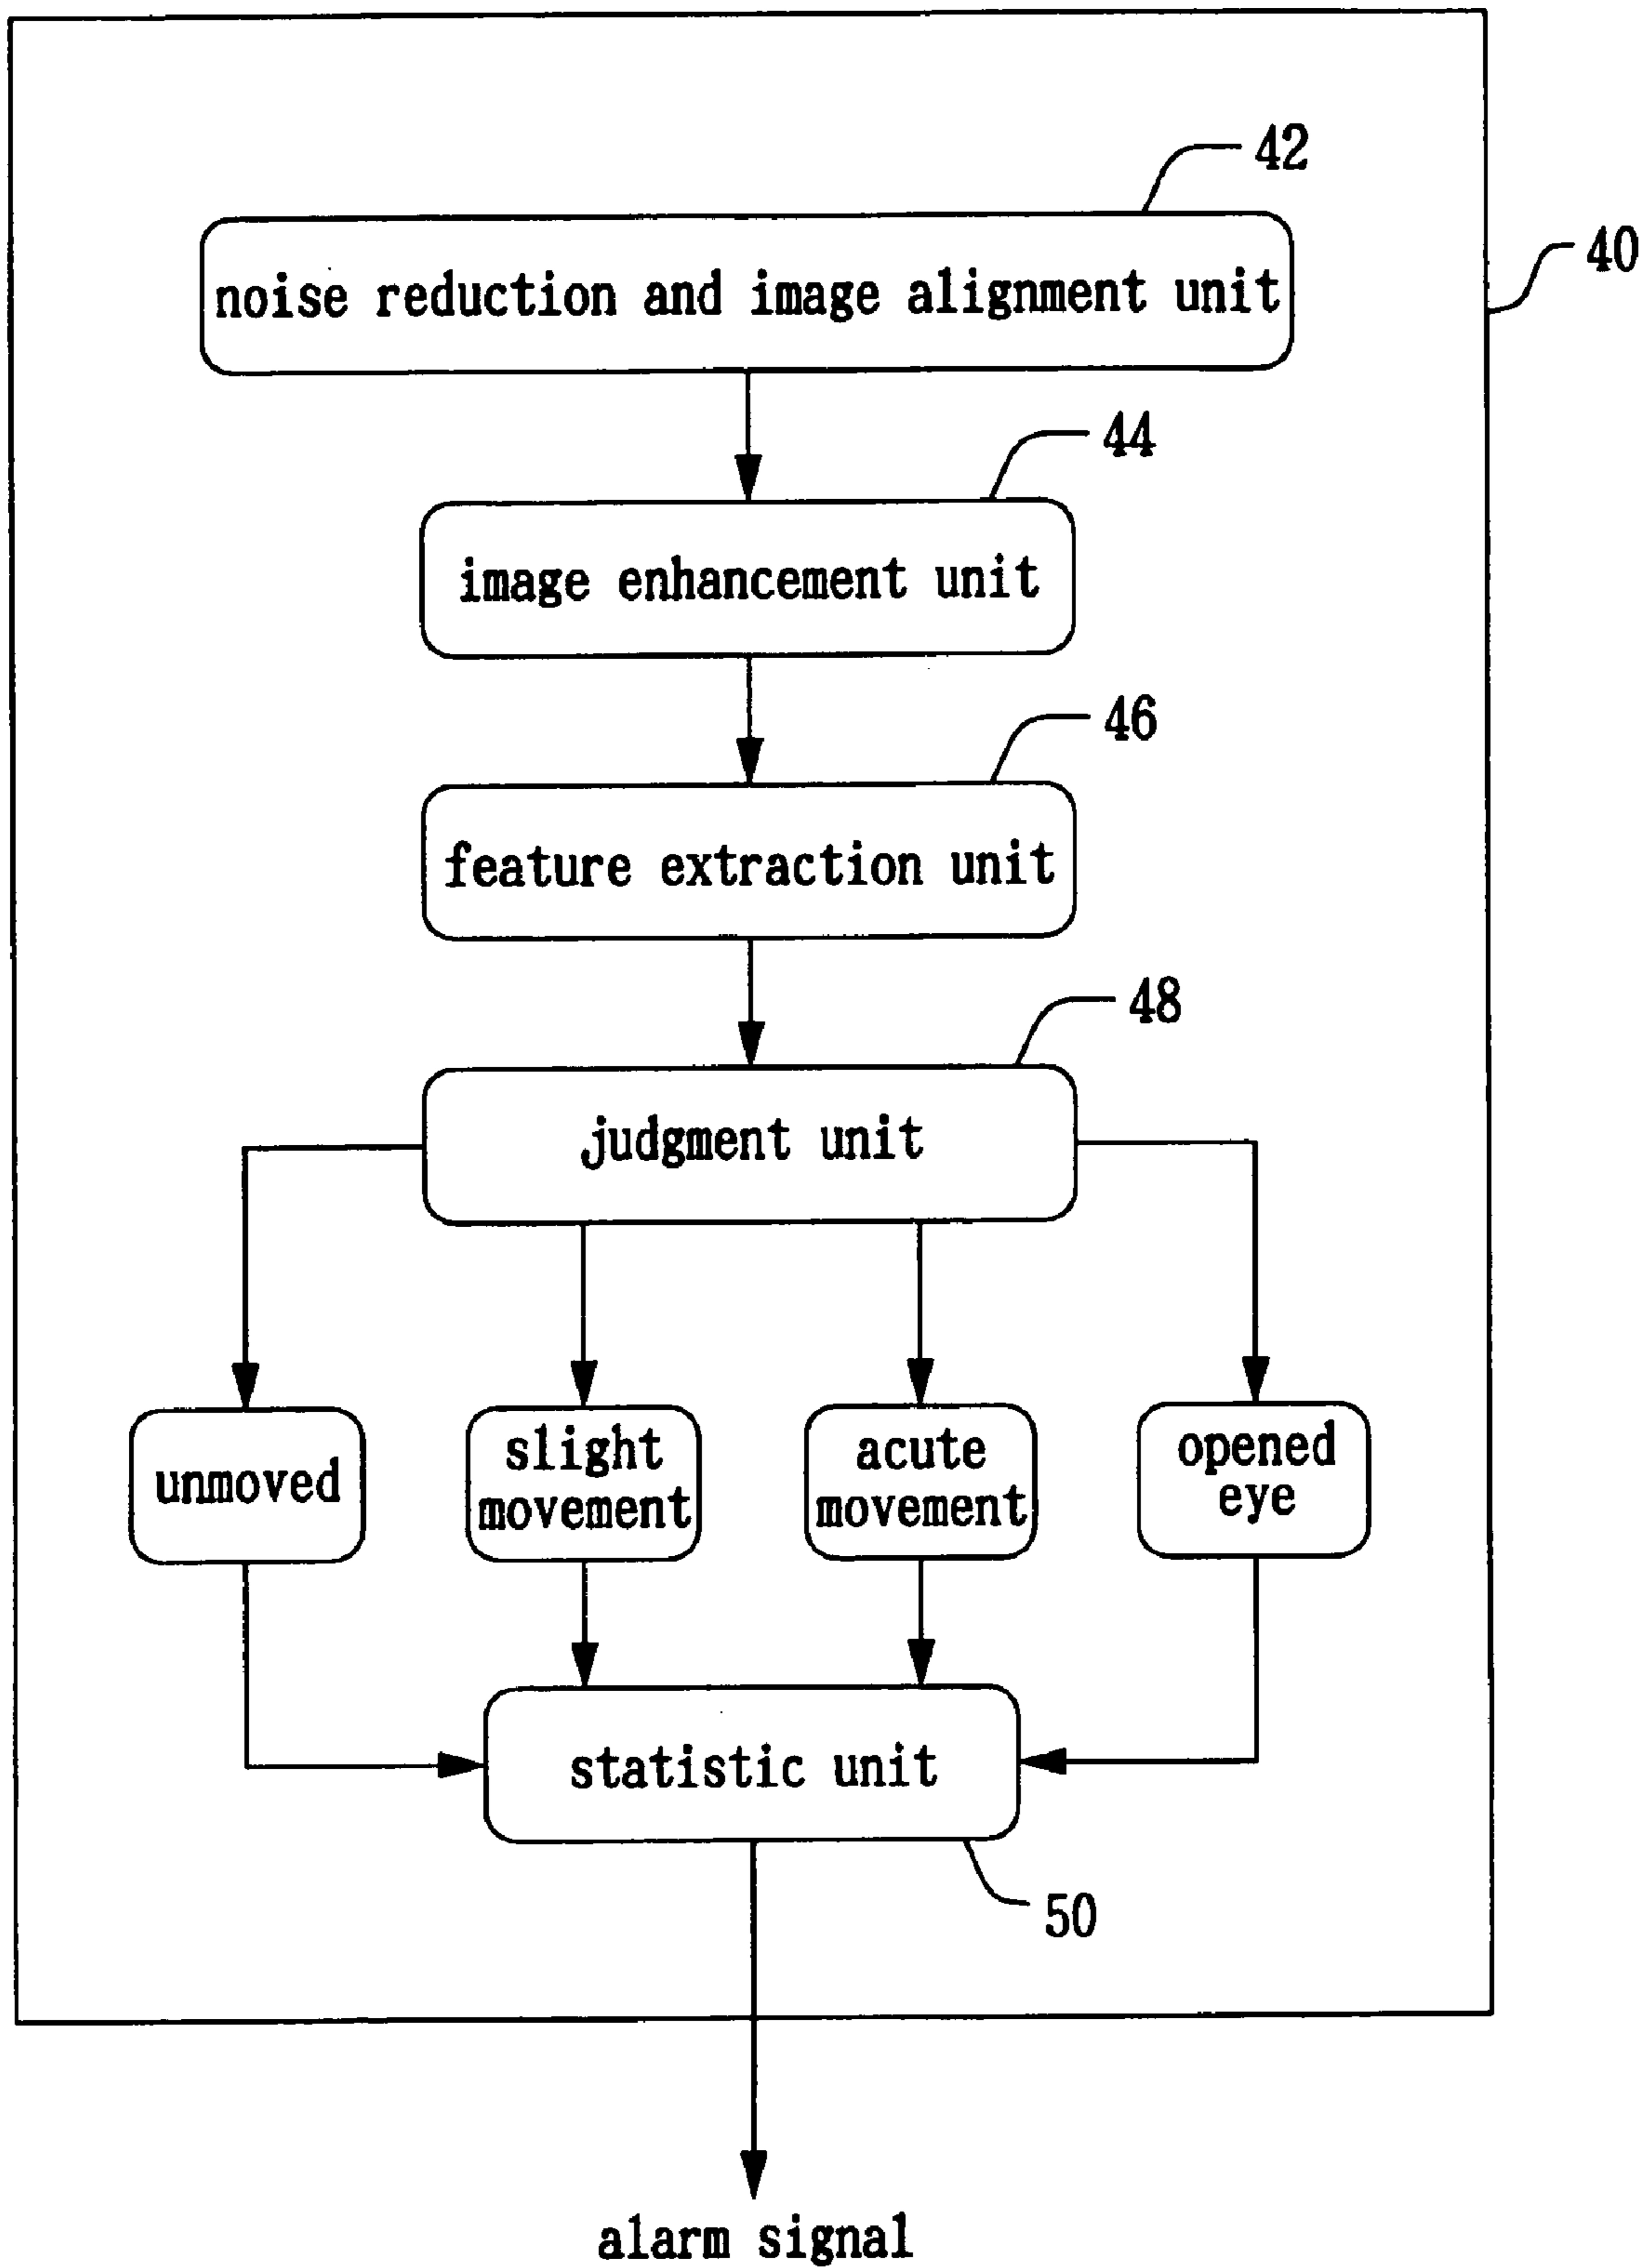 42
40
noise reduction and image alignment unit
44
image enhancement unit
46
feature extraction unit
48
judgment unit
unmoved
slight
movement
acute
movement
opened
eye
statistic unit
50
alarm signal